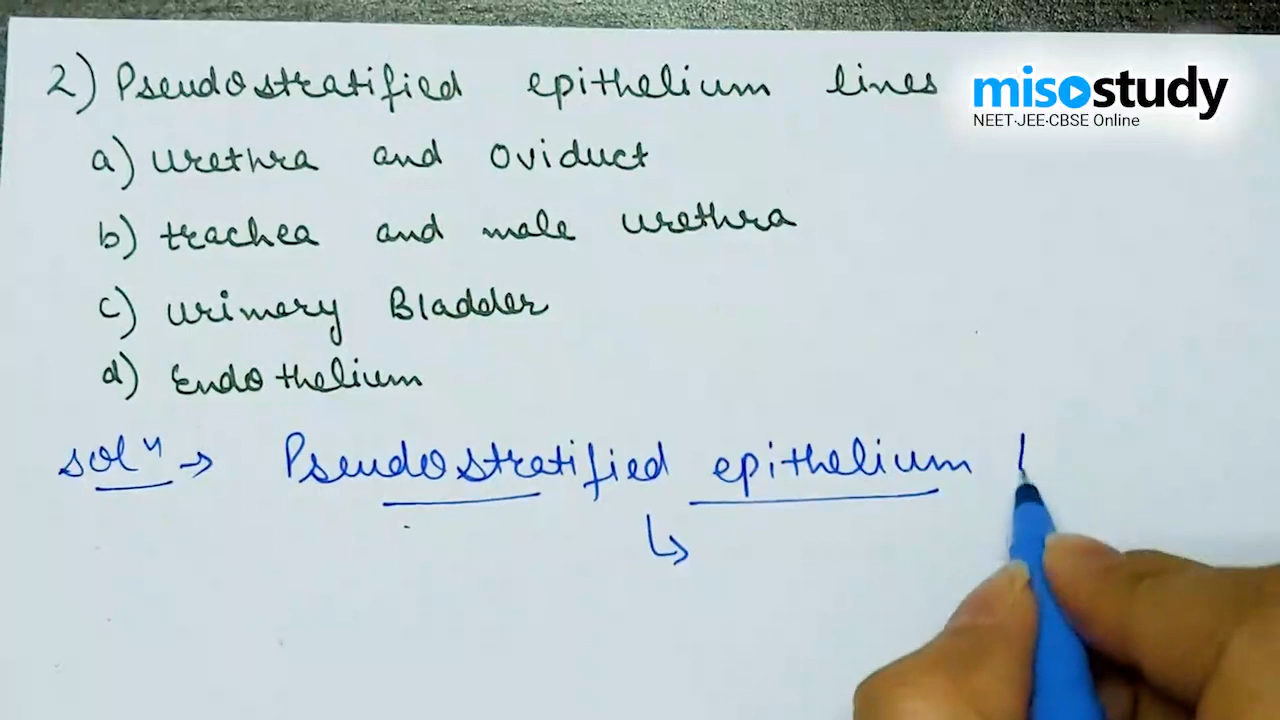 2) Pseudostratified epithelium lines
misostudy
NEET-JEE-CBSE Online
a) urethra and oviduct
b) trachea and male urethra
c) urimery Bladder
d) Endothelium
solⁿ → Pseudostratified epithelium